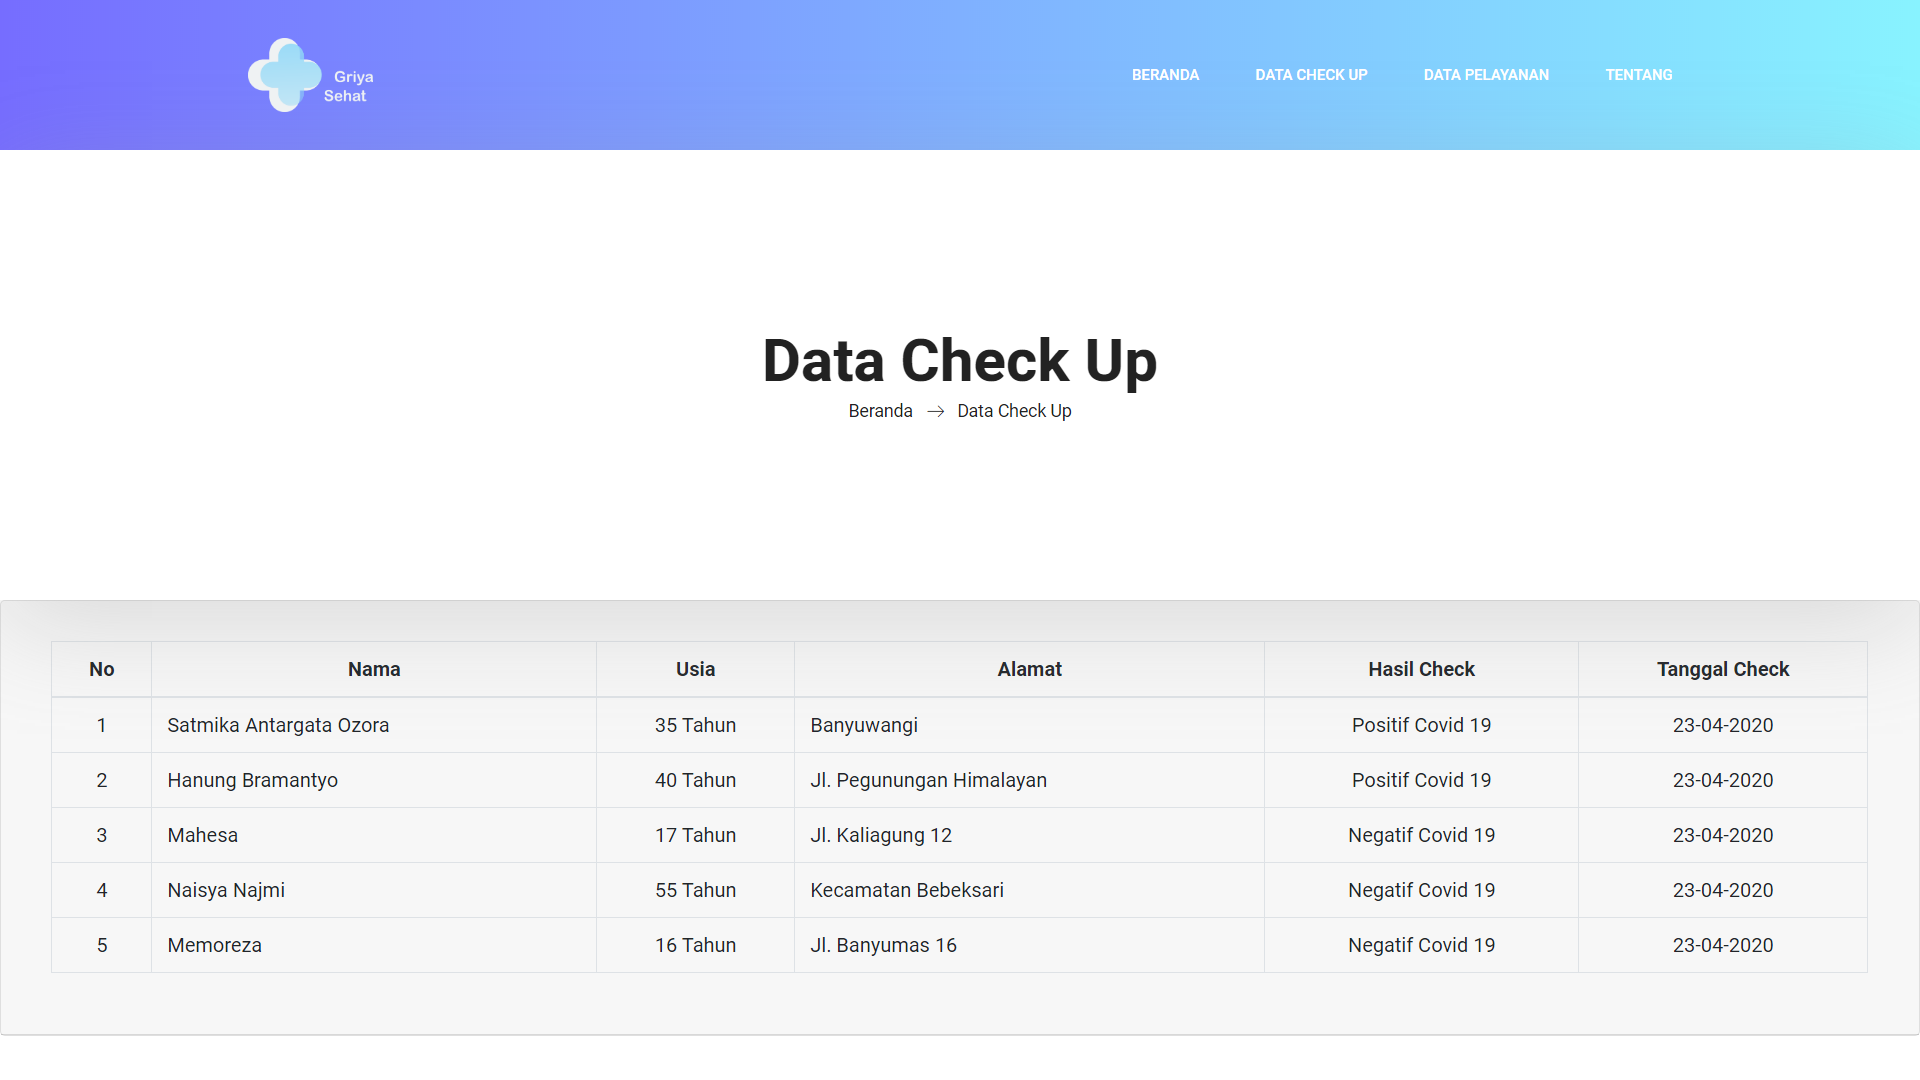 Griya
Sehat
BERANDA DATA CHECK UP DATA PELAYANAN TENTANG
Data Check Up
Beranda → Data Check Up
No Nama Usia Alamat Hasil Check Tanggal Check
1 Satmika Antargata Ozora 35 Tahun Banyuwangi Positif Covid 19 23-04-2020
2 Hanung Bramantyo 40 Tahun Jl. Pegunungan Himalayan Positif Covid 19 23-04-2020
3 Mahesa 17 Tahun Jl. Kaliagung 12 Negatif Covid 19 23-04-2020
4 Naisya Najmi 55 Tahun Kecamatan Bebeksari Negatif Covid 19 23-04-2020
5 Memoreza 16 Tahun Jl. Banyumas 16 Negatif Covid 19 23-04-2020